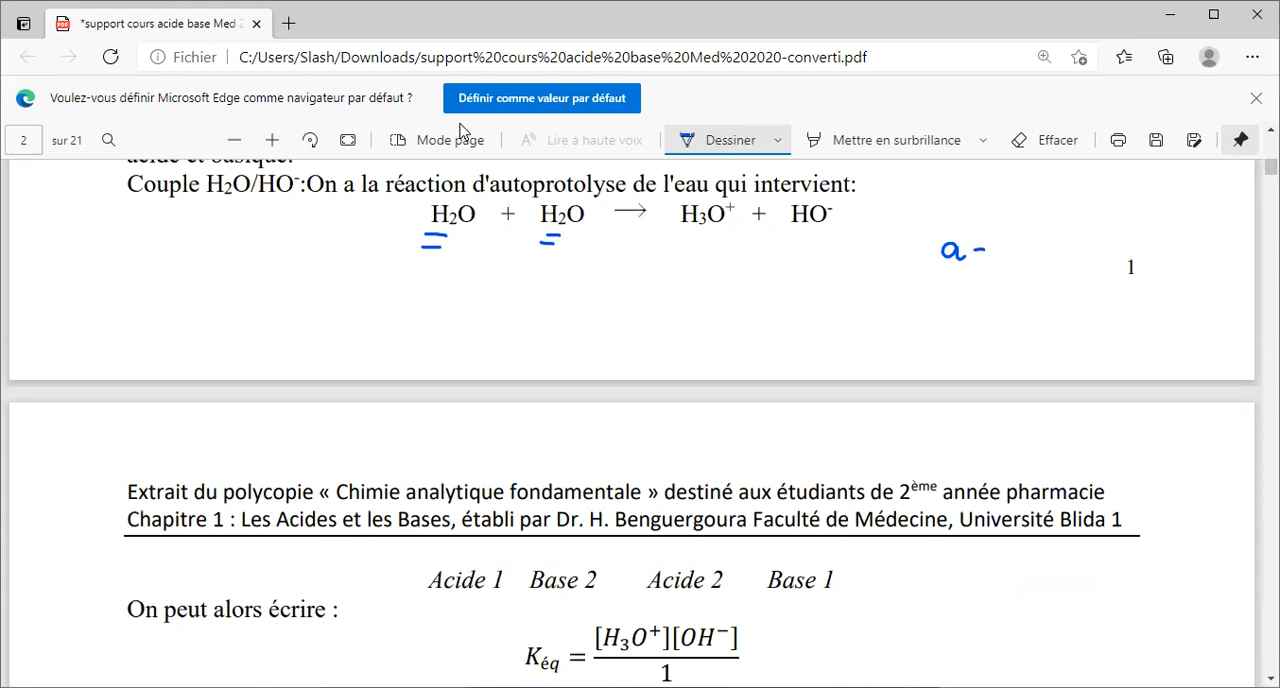 *support cours acide base Med 2
Fichier C:/Users/Slash/Downloads/support%20cours%20acide%20base%20Med%202020-converti.pdf
Voulez-vous définir Microsoft Edge comme navigateur par défaut ? Définir comme valeur par défaut
2 sur 21 Mode page Lire à haute voix Dessiner Mettre en surbrillance Effacer
acide et basique.
Couple H₂O/HO⁻:On a la réaction d'autoprotolyse de l'eau qui intervient:
H₂O + H₂O → H₃O⁺ + HO⁻
a -
1
Extrait du polycopie « Chimie analytique fondamentale » destiné aux étudiants de 2ème année pharmacie
Chapitre 1 : Les Acides et les Bases, établi par Dr. H. Benguergoura Faculté de Médecine, Université Blida 1
Acide 1 Base 2 Acide 2 Base 1
On peut alors écrire :
Kéq = [H₃O⁺][OH⁻] / 1